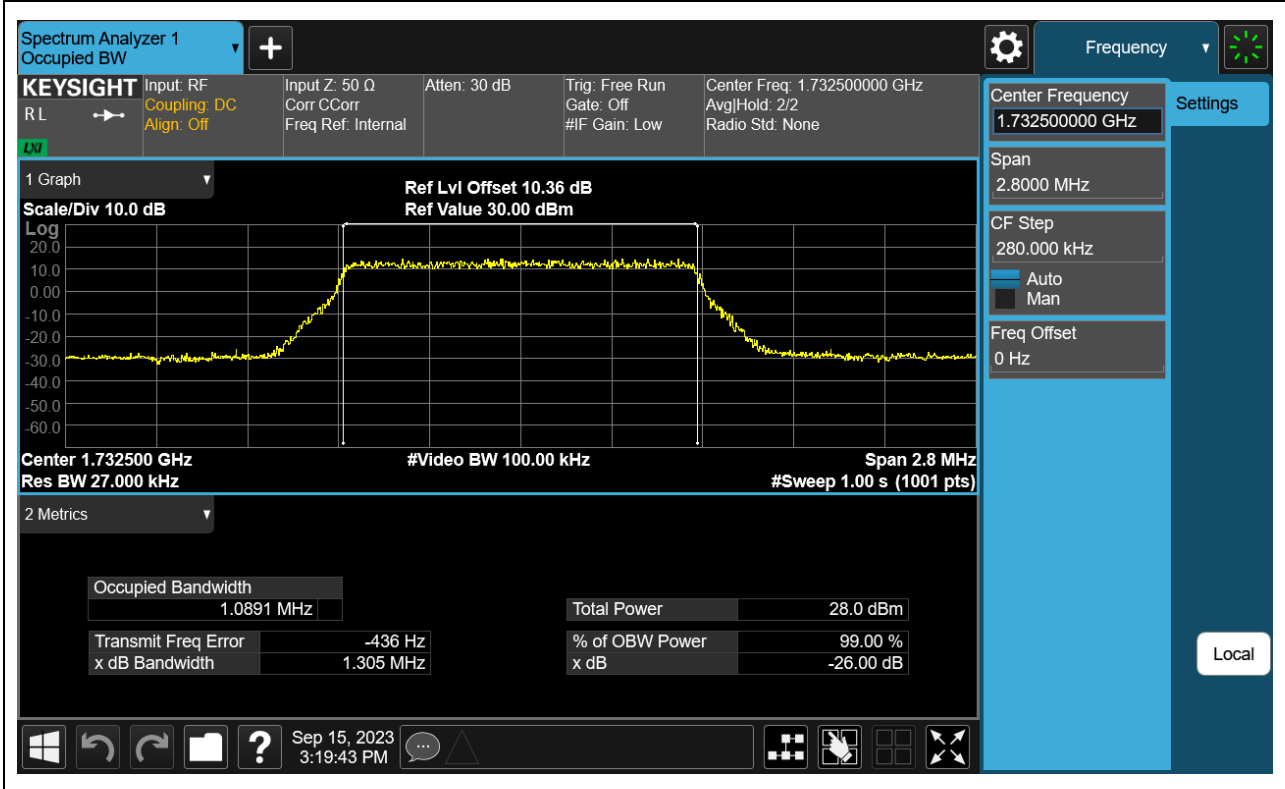 Spectrum Analyzer 1
Occupied BW
Frequency
KEYSIGHT
R L
LXI
Input: RF
Coupling: DC
Align: Off
Input Z: 50 Ω
Corr CCorr
Freq Ref: Internal
Atten: 30 dB
Trig: Free Run
Gate: Off
#IF Gain: Low
Center Freq: 1.732500000 GHz
Avg|Hold: 2/2
Radio Std: None
Center Frequency
1.732500000 GHz
Settings
Span
2.8000 MHz
CF Step
280.000 kHz
Auto
Man
Freq Offset
0 Hz
Local
1 Graph
Ref Lvl Offset 10.36 dB
Scale/Div 10.0 dB
Ref Value 30.00 dBm
Log
20.0
10.0
0.00
-10.0
-20.0
-30.0
-40.0
-50.0
-60.0
Center 1.732500 GHz
#Video BW 100.00 kHz
Span 2.8 MHz
Res BW 27.000 kHz
#Sweep 1.00 s (1001 pts)
2 Metrics
Occupied Bandwidth
1.0891 MHz
Total Power 28.0 dBm
Transmit Freq Error -436 Hz
% of OBW Power 99.00 %
x dB Bandwidth 1.305 MHz
x dB -26.00 dB
?
Sep 15, 2023
3:19:43 PM